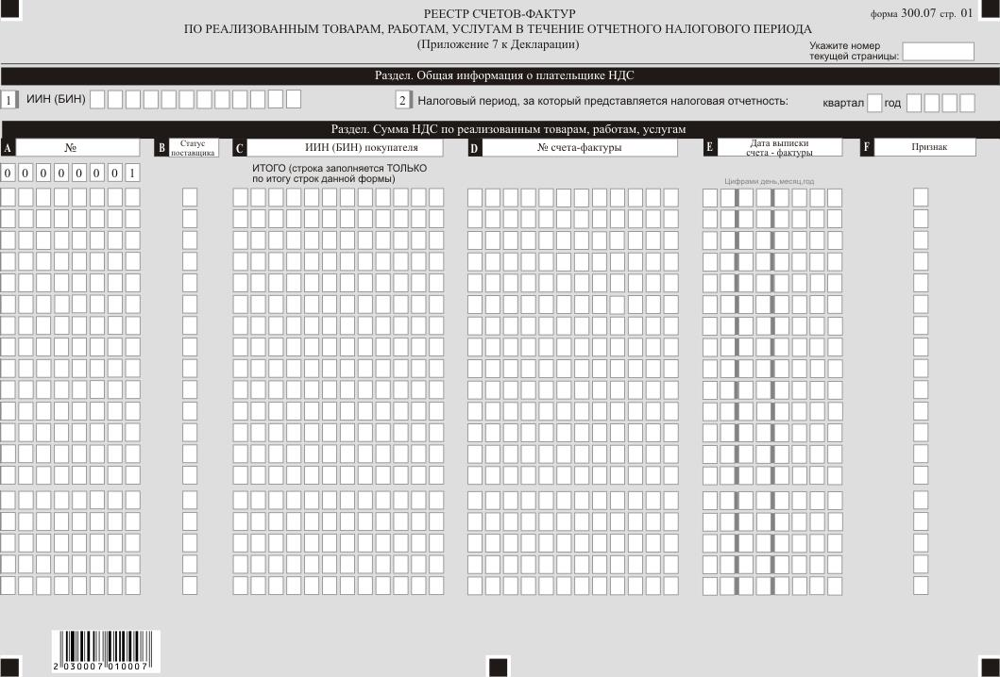 РЕЕСТР СЧЕТОВ-ФАКТУР
форма 300.07 стр. 01
ПО РЕАЛИЗОВАННЫМ ТОВАРАМ, РАБОТАМ, УСЛУГАМ В ТЕЧЕНИЕ ОТЧЕТНОГО НАЛОГОВОГО ПЕРИОДА
(Приложение 7 к Декларации)
Укажите номер
текущей страницы:
Раздел. Общая информация о плательщике НДС
1 ИИН (БИН)
2 Налоговый период, за который представляется налоговая отчетность:
квартал год
Раздел. Сумма НДС по реализованным товарам, работам, услугам
A №
B Статус
поставщика
C ИИН (БИН) покупателя
D № счета-фактуры
E Дата выписки
счета - фактуры
F Признак
0 0 0 0 0 0 0 1
ИТОГО (строка заполняется ТОЛЬКО
по итогу строк данной формы)
Цифрами день,месяц,год
2 030007 010007